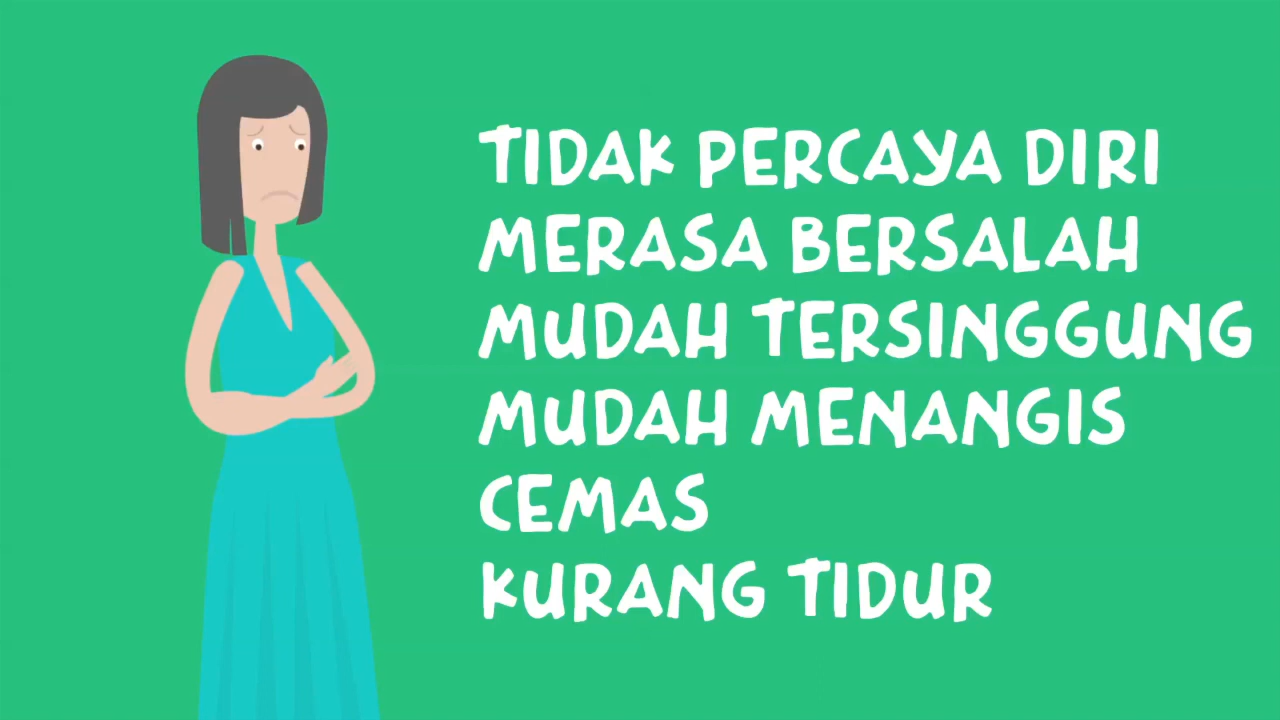 TIDAK PERCAYA DIRI
MERASA BERSALAH
MUDAH TERSINGGUNG
MUDAH MENANGIS
CEMAS
KURANG TIDUR